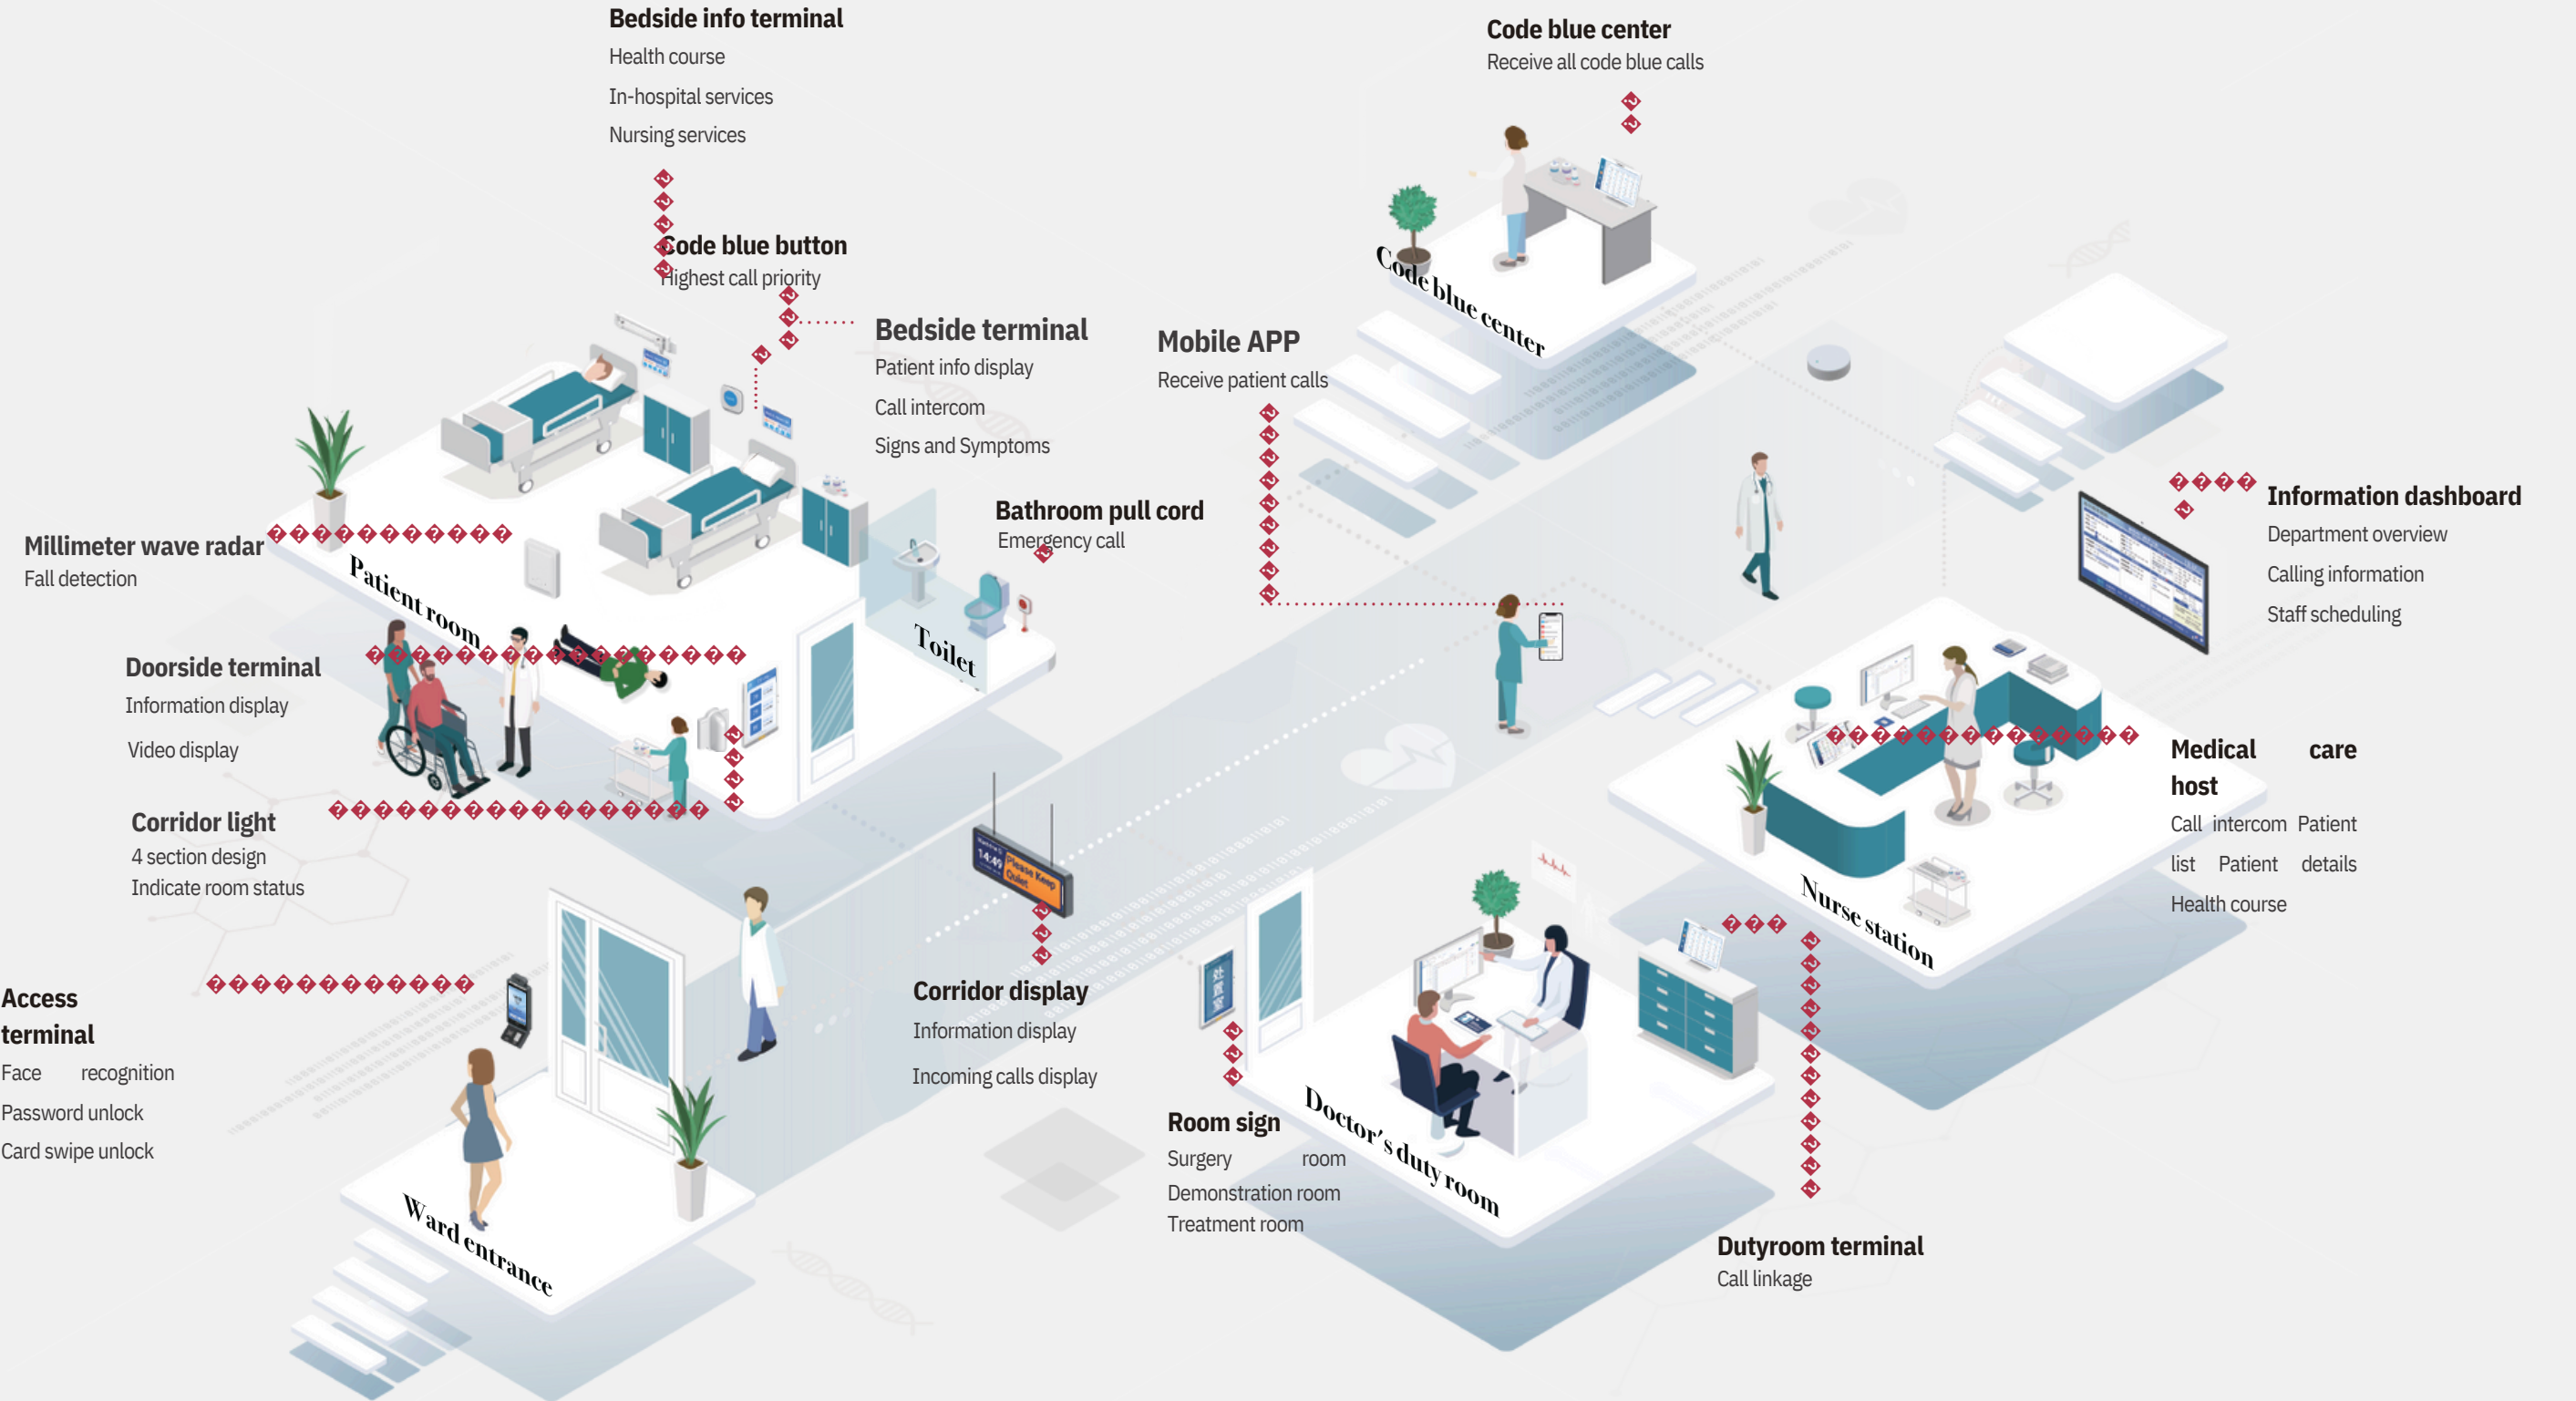 Bedside info terminal
Health course
In-hospital services
Nursing services
Code blue button
Highest call priority
Bedside terminal
Patient info display
Call intercom
Signs and Symptoms
Code blue center
Receive all code blue calls
Code blue center
Mobile APP
Receive patient calls
Bathroom pull cord
Emergency call
Information dashboard
Department overview
Calling information
Staff scheduling
Millimeter wave radar
Fall detection
Patient room
Toilet
Doorside terminal
Information display
Video display
Corridor light
4 section design
Indicate room status
Medical care
host
Call intercom Patient
list Patient details
Health course
Nurse station
14:49
Please Keep
Quiet
Access
terminal
Face recognition
Password unlock
Card swipe unlock
Ward entrance
Corridor display
Information display
Incoming calls display
处置室
Room sign
Surgery room
Demonstration room
Treatment room
Doctor's duty room
Dutyroom terminal
Call linkage